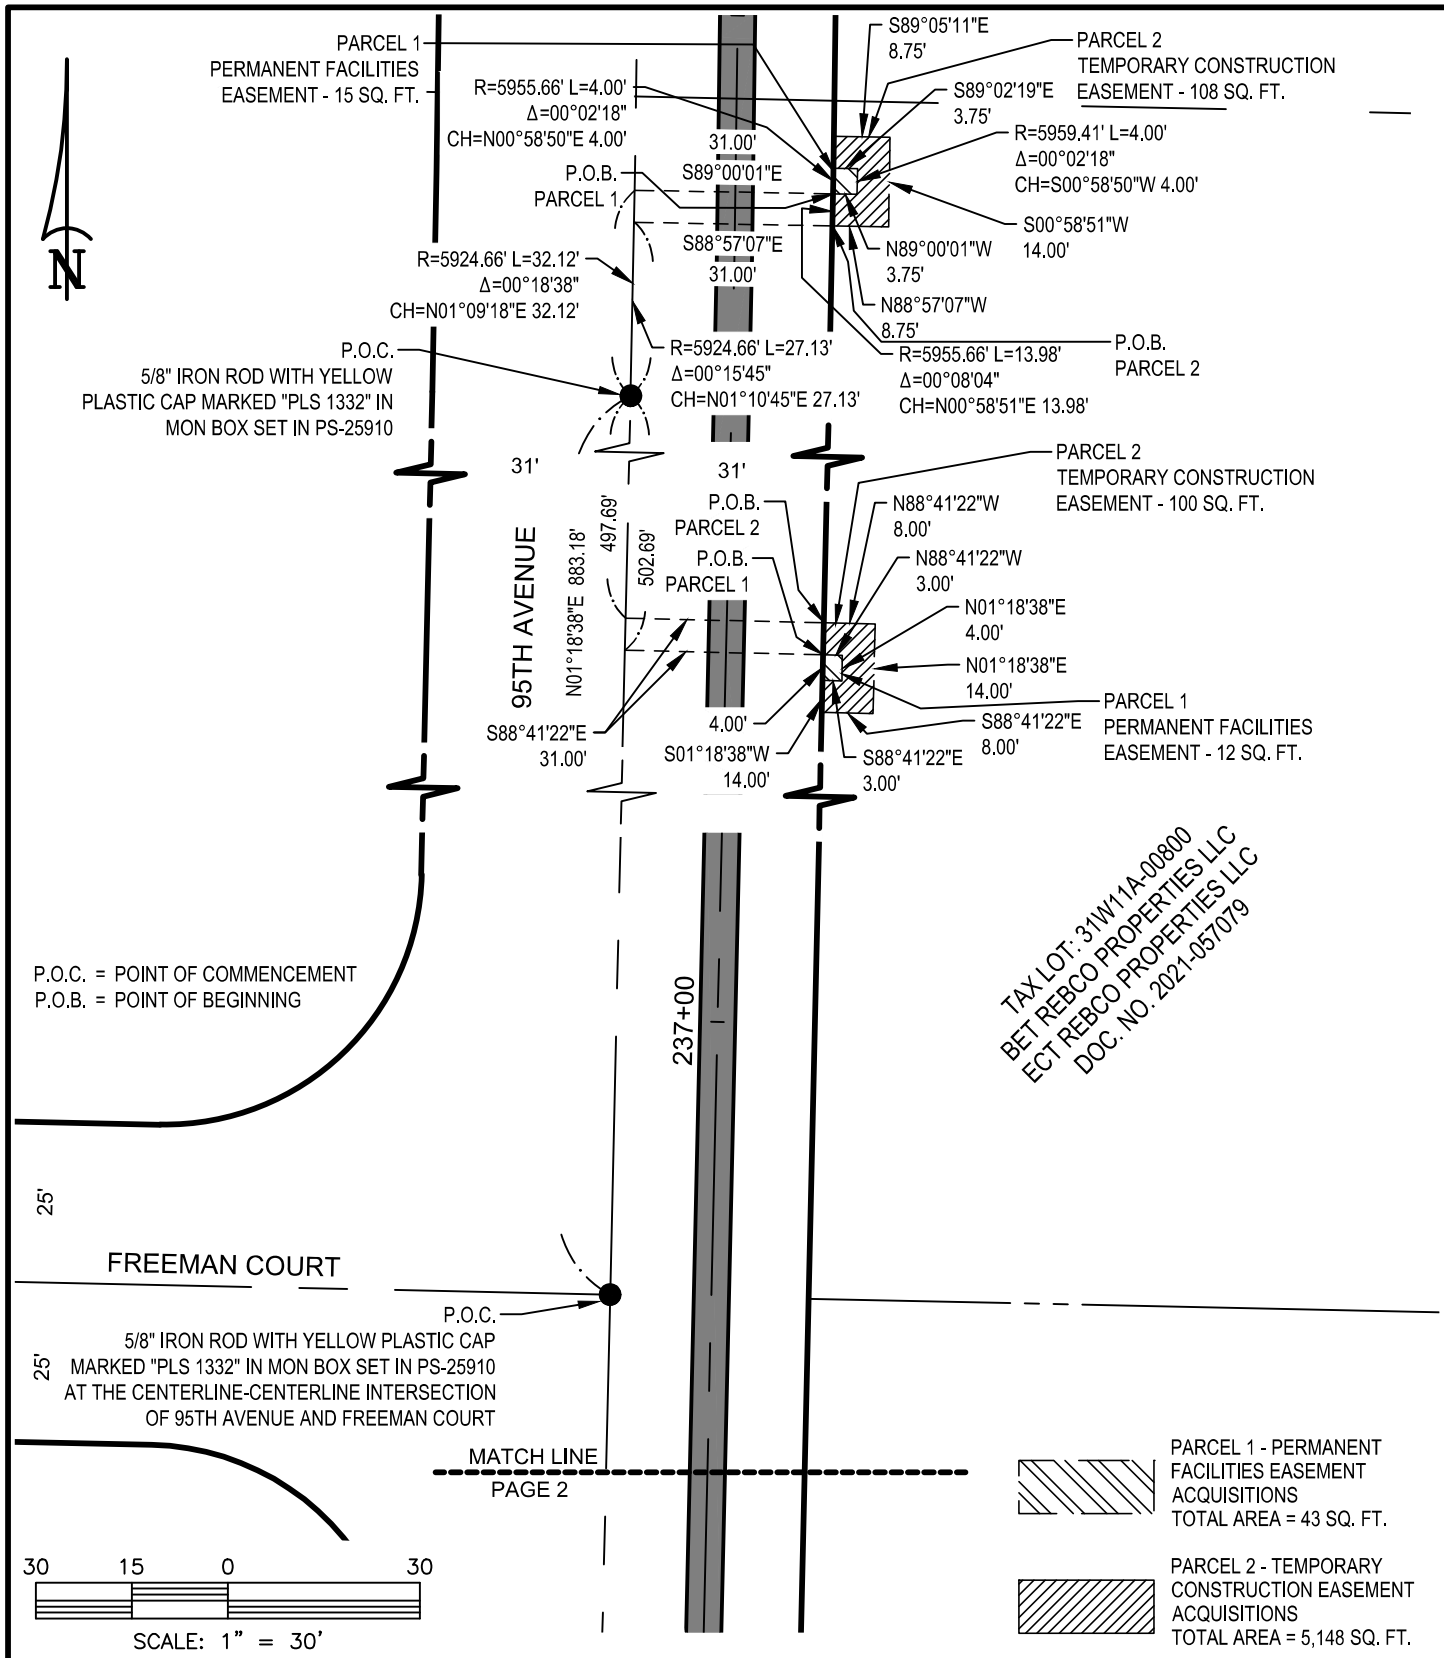 PARCEL 1
PERMANENT FACILITIES
EASEMENT - 15 SQ. FT.
R=5955.66' L=4.00'
Δ=00°02'18"
CH=N00°58'50"E 4.00'
S89°05'11"E
8.75'
PARCEL 2
TEMPORARY CONSTRUCTION
EASEMENT - 108 SQ. FT.
S89°02'19"E
3.75'
R=5959.41' L=4.00'
Δ=00°02'18"
CH=S00°58'50"W 4.00'
31.00'
S89°00'01"E
P.O.B.
PARCEL 1
S00°58'51"W
14.00'
N
S88°57'07"E
31.00'
N89°00'01"W
3.75'
R=5924.66' L=32.12'
Δ=00°18'38"
CH=N01°09'18"E 32.12'
N88°57'07"W
8.75'
P.O.B.
PARCEL 2
P.O.C.
5/8" IRON ROD WITH YELLOW
PLASTIC CAP MARKED "PLS 1332" IN
MON BOX SET IN PS-25910
R=5924.66' L=27.13'
Δ=00°15'45"
CH=N01°10'45"E 27.13'
R=5955.66' L=13.98'
Δ=00°08'04"
CH=N00°58'51"E 13.98'
31'
31'
PARCEL 2
TEMPORARY CONSTRUCTION
EASEMENT - 100 SQ. FT.
P.O.B.
PARCEL 2
N88°41'22"W
8.00'
P.O.B.
PARCEL 1
N88°41'22"W
3.00'
95TH AVENUE
N01°18'38"E 883.18'
497.69'
502.69'
N01°18'38"E
4.00'
N01°18'38"E
14.00'
PARCEL 1
PERMANENT FACILITIES
EASEMENT - 12 SQ. FT.
S88°41'22"E
31.00'
4.00'
S01°18'38"W
14.00'
S88°41'22"E
8.00'
S88°41'22"E
3.00'
TAX LOT: 31W11A-00800
BET REBCO PROPERTIES LLC
ECT REBCO PROPERTIES LLC
DOC. NO. 2021-057079
P.O.C. = POINT OF COMMENCEMENT
P.O.B. = POINT OF BEGINNING
237+00
25'
FREEMAN COURT
25'
P.O.C.
5/8" IRON ROD WITH YELLOW PLASTIC CAP
MARKED "PLS 1332" IN MON BOX SET IN PS-25910
AT THE CENTERLINE-CENTERLINE INTERSECTION
OF 95TH AVENUE AND FREEMAN COURT
MATCH LINE
PAGE 2
PARCEL 1 - PERMANENT
FACILITIES EASEMENT
ACQUISITIONS
TOTAL AREA = 43 SQ. FT.
PARCEL 2 - TEMPORARY
CONSTRUCTION EASEMENT
ACQUISITIONS
TOTAL AREA = 5,148 SQ. FT.
30 15 0 30
SCALE: 1" = 30'